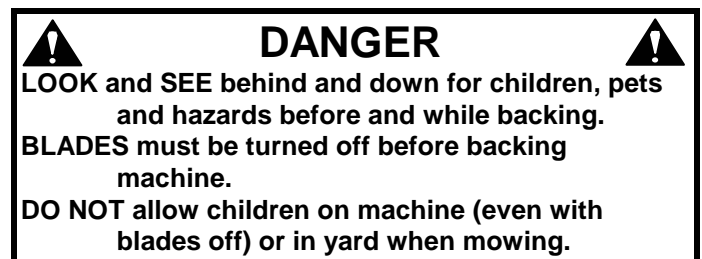 DANGER
LOOK and SEE behind and down for children, pets
and hazards before and while backing.
BLADES must be turned off before backing
machine.
DO NOT allow children on machine (even with
blades off) or in yard when mowing.